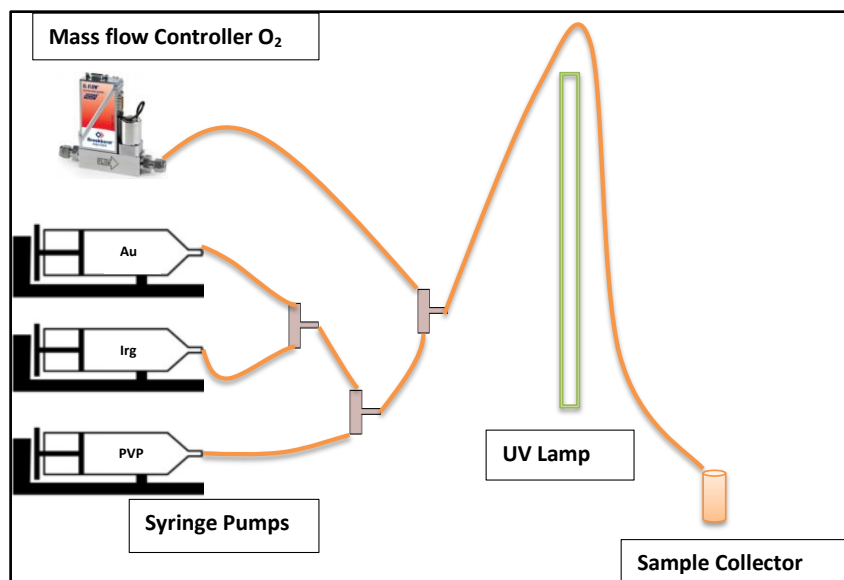 Mass flow Controller O₂
Au
Irg
PVP
UV Lamp
Syringe Pumps
Sample Collector